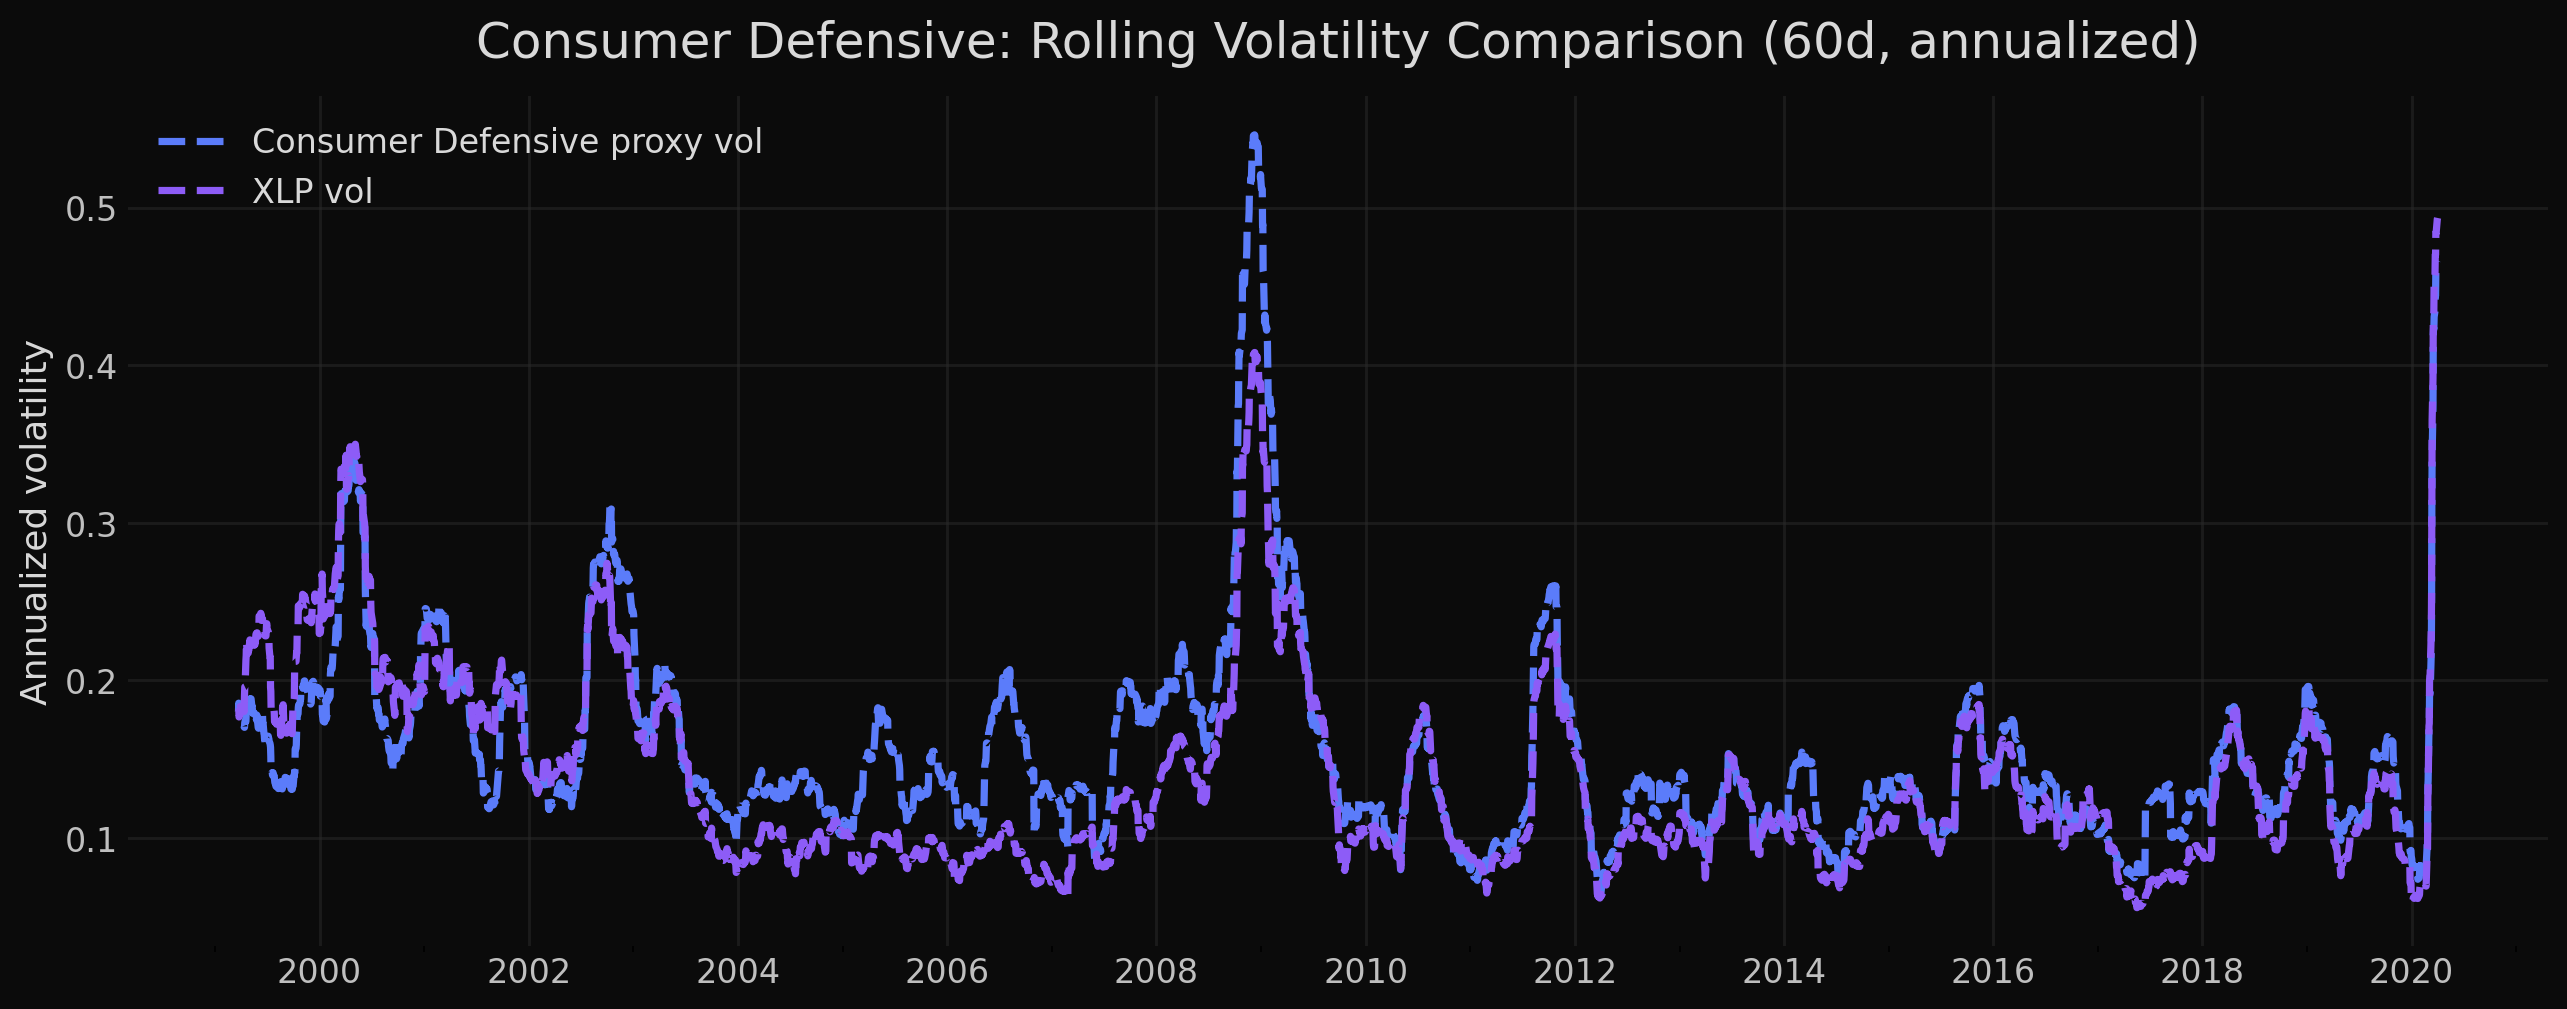 Consumer Defensive: Rolling Volatility Comparison (60d, annualized)
Consumer Defensive proxy vol
XLP vol
Annualized volatility
0.5
0.4
0.3
0.2
0.1
2000 2002 2004 2006 2008 2010 2012 2014 2016 2018 2020